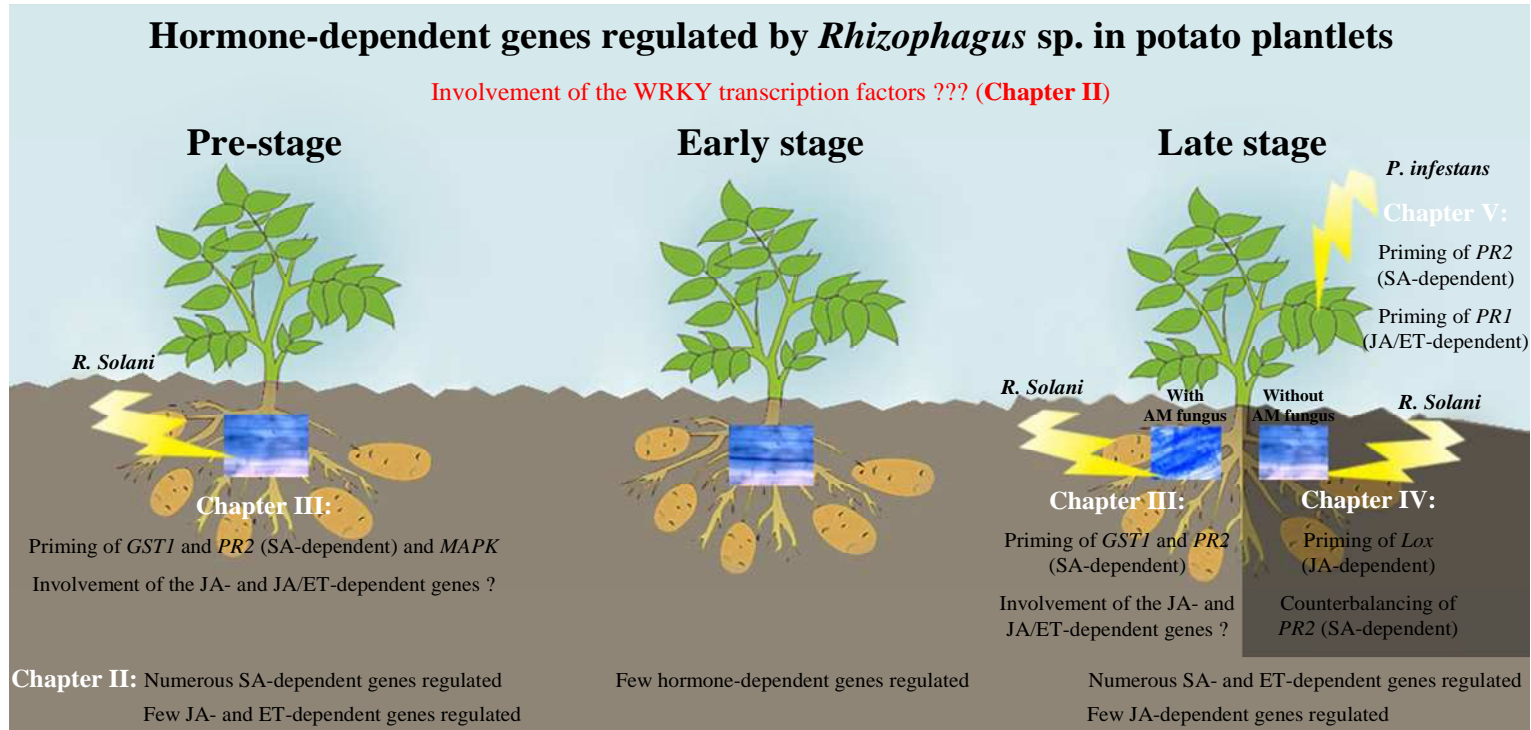 Hormone-dependent genes regulated by Rhizophagus sp. in potato plantlets
Involvement of the WRKY transcription factors ??? (Chapter II)
Pre-stage
R. Solani
Chapter III:
Priming of GST1 and PR2 (SA-dependent) and MAPK
Involvement of the JA- and JA/ET-dependent genes ?
Early stage
Late stage
P. infestans
Chapter V:
Priming of PR2
(SA-dependent)
Priming of PR1
(JA/ET-dependent)
R. Solani
With
AM fungus
Without
AM fungus
R. Solani
Chapter III:
Priming of GST1 and PR2
(SA-dependent)
Involvement of the JA- and
JA/ET-dependent genes ?
Chapter IV:
Priming of Lox
(JA-dependent)
Counterbalancing of
PR2 (SA-dependent)
Chapter II: Numerous SA-dependent genes regulated
Few JA- and ET-dependent genes regulated
Few hormone-dependent genes regulated
Numerous SA- and ET-dependent genes regulated
Few JA-dependent genes regulated